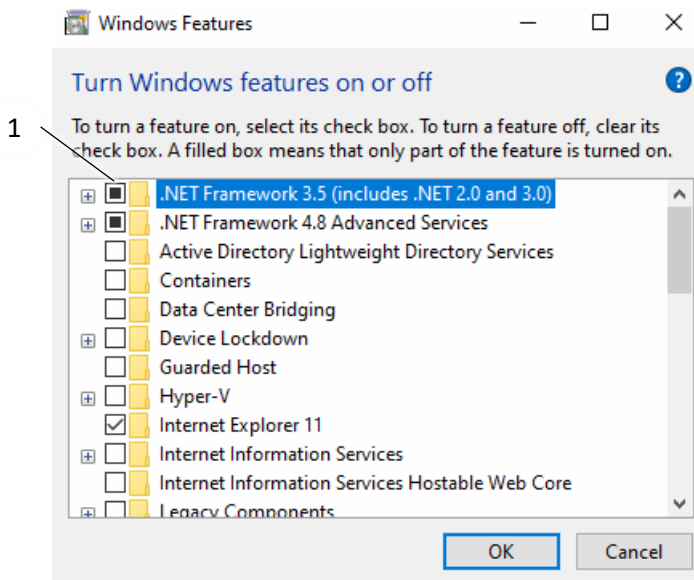 Windows Features
Turn Windows features on or off
?
1
To turn a feature on, select its check box. To turn a feature off, clear its
check box. A filled box means that only part of the feature is turned on.
.NET Framework 3.5 (includes .NET 2.0 and 3.0)
.NET Framework 4.8 Advanced Services
Active Directory Lightweight Directory Services
Containers
Data Center Bridging
Device Lockdown
Guarded Host
Hyper-V
Internet Explorer 11
Internet Information Services
Internet Information Services Hostable Web Core
Legacy Components
OK
Cancel